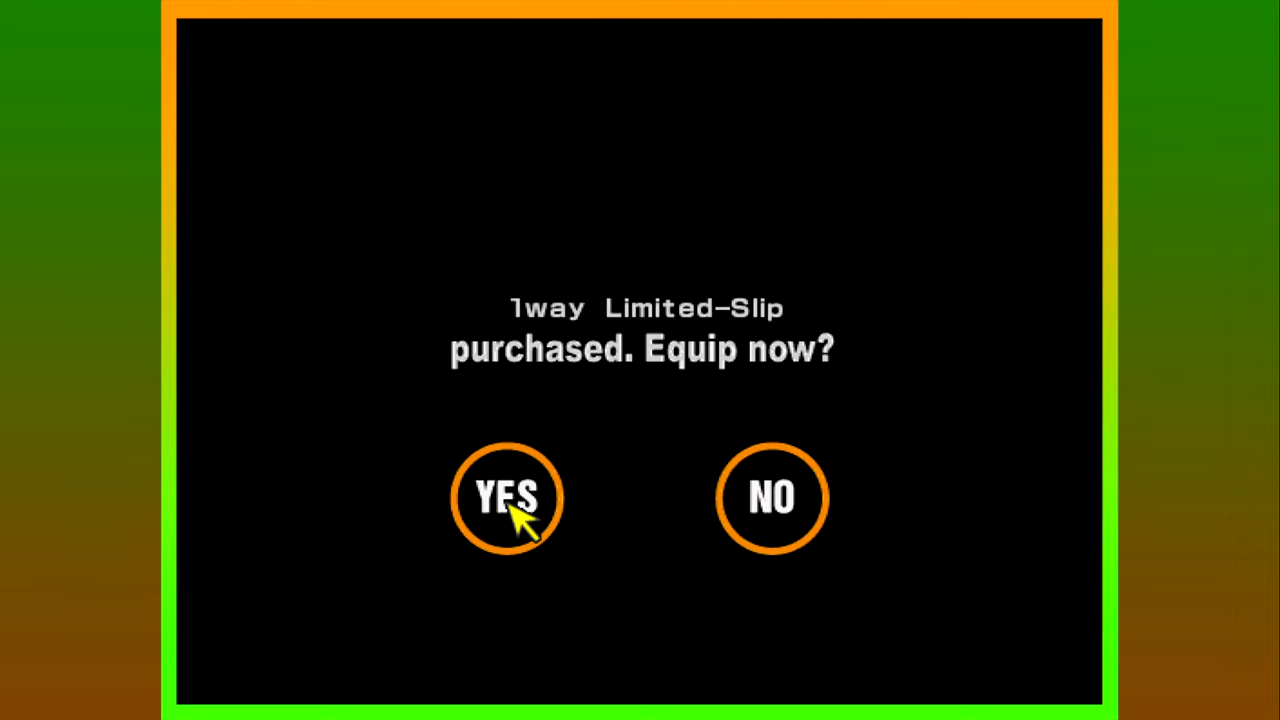 1way Limited-Slip
purchased. Equip now?
YES NO